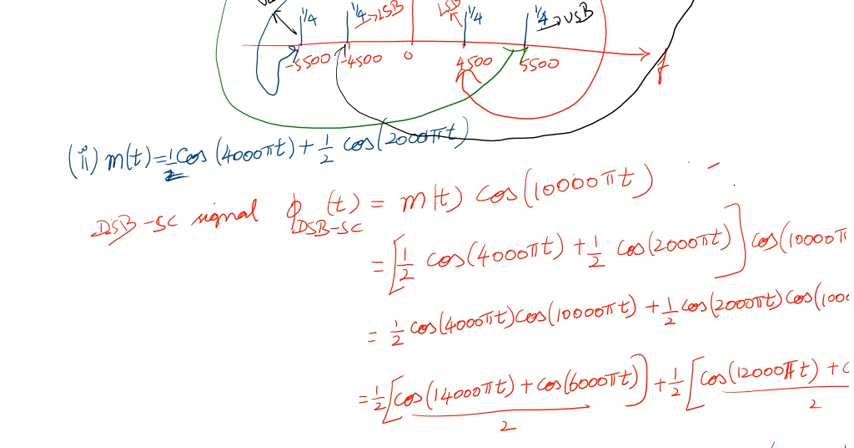 1/4 1/4 → LSB LSB 1/4 1/4 → USB
-5500 -4500 0 4500 5500 f
(ii) m(t) = 1/2 cos(4000πt) + 1/2 cos(2000πt)
DSB-SC signal ϕ_DSB-SC (t) = m(t) cos(10000πt)
= [1/2 cos(4000πt) + 1/2 cos(2000πt)] cos(10000π
= 1/2 cos(4000πt)cos(10000πt) + 1/2 cos(2000πt)cos(100
= 1/2 [cos(14000πt) + cos(6000πt) / 2] + 1/2 [cos(12000πt) + c / 2